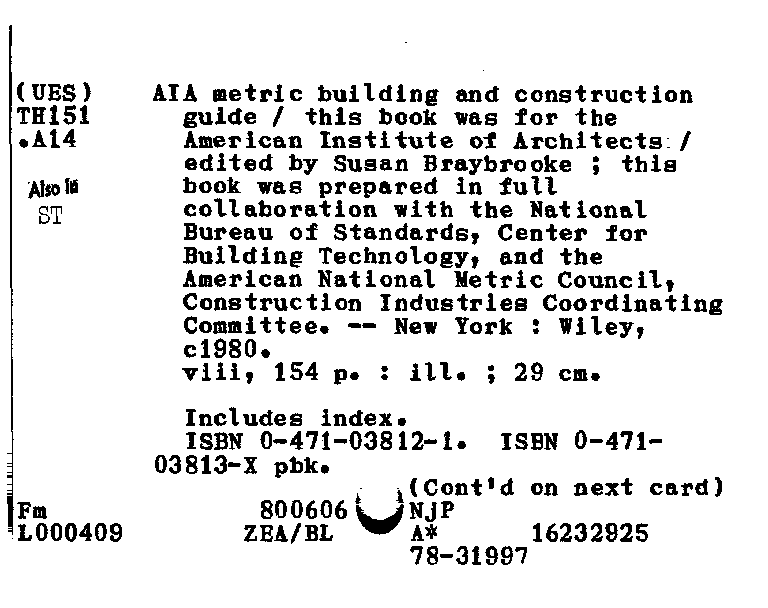 (UES) AIA metric building and construction
TH151 guide / this book was for the
.A14 American Institute of Architects /
edited by Susan Braybrooke ; this
Also in book was prepared in full
ST collaboration with the National
Bureau of Standards, Center for
Building Technology, and the
American National Metric Council,
Construction Industries Coordinating
Committee. -- New York : Wiley,
c1980.
viii, 154 p. : ill. ; 29 cm.
Includes index.
ISBN 0-471-03812-1. ISBN 0-471-
03813-X pbk.
(Cont'd on next card)
Fm 800606 NJP
L000409 ZEA/BL A* 16232925
78-31997